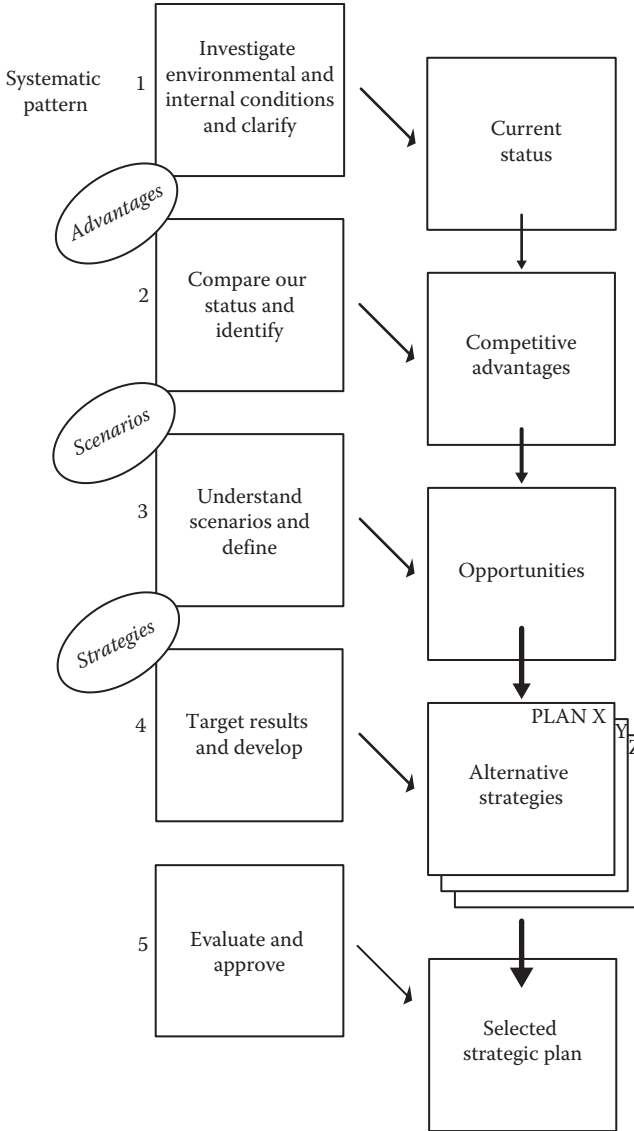 Systematic
pattern
1
Investigate
environmental and
internal conditions
and clarify
Current
status
Advantages
2
Compare our
status and
identify
Competitive
advantages
Scenarios
3
Understand
scenarios and
define
Opportunities
Strategies
4
Target results
and develop
PLAN X
Y
Z
Alternative
strategies
5
Evaluate and
approve
Selected
strategic plan